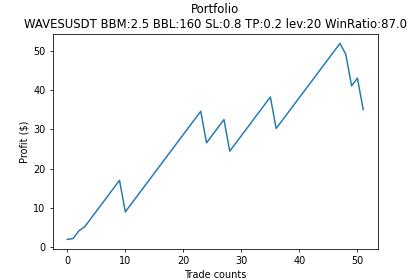 Portfolio
WAVESUSDT BBM:2.5 BBL:160 SL:0.8 TP:0.2 lev:20 WinRatio:87.0
50
40
30
20
10
0
Profit ($)
0 10 20 30 40 50
Trade counts